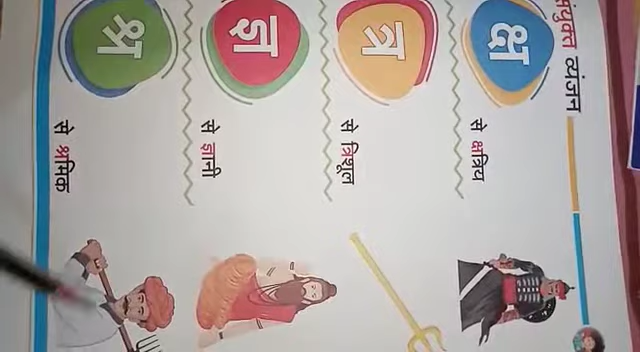 संयुक्त व्यंजन
क्ष
से क्षत्रिय
त्र
से त्रिशूल
ज्ञ
से ज्ञानी
श्र
से श्रमिक